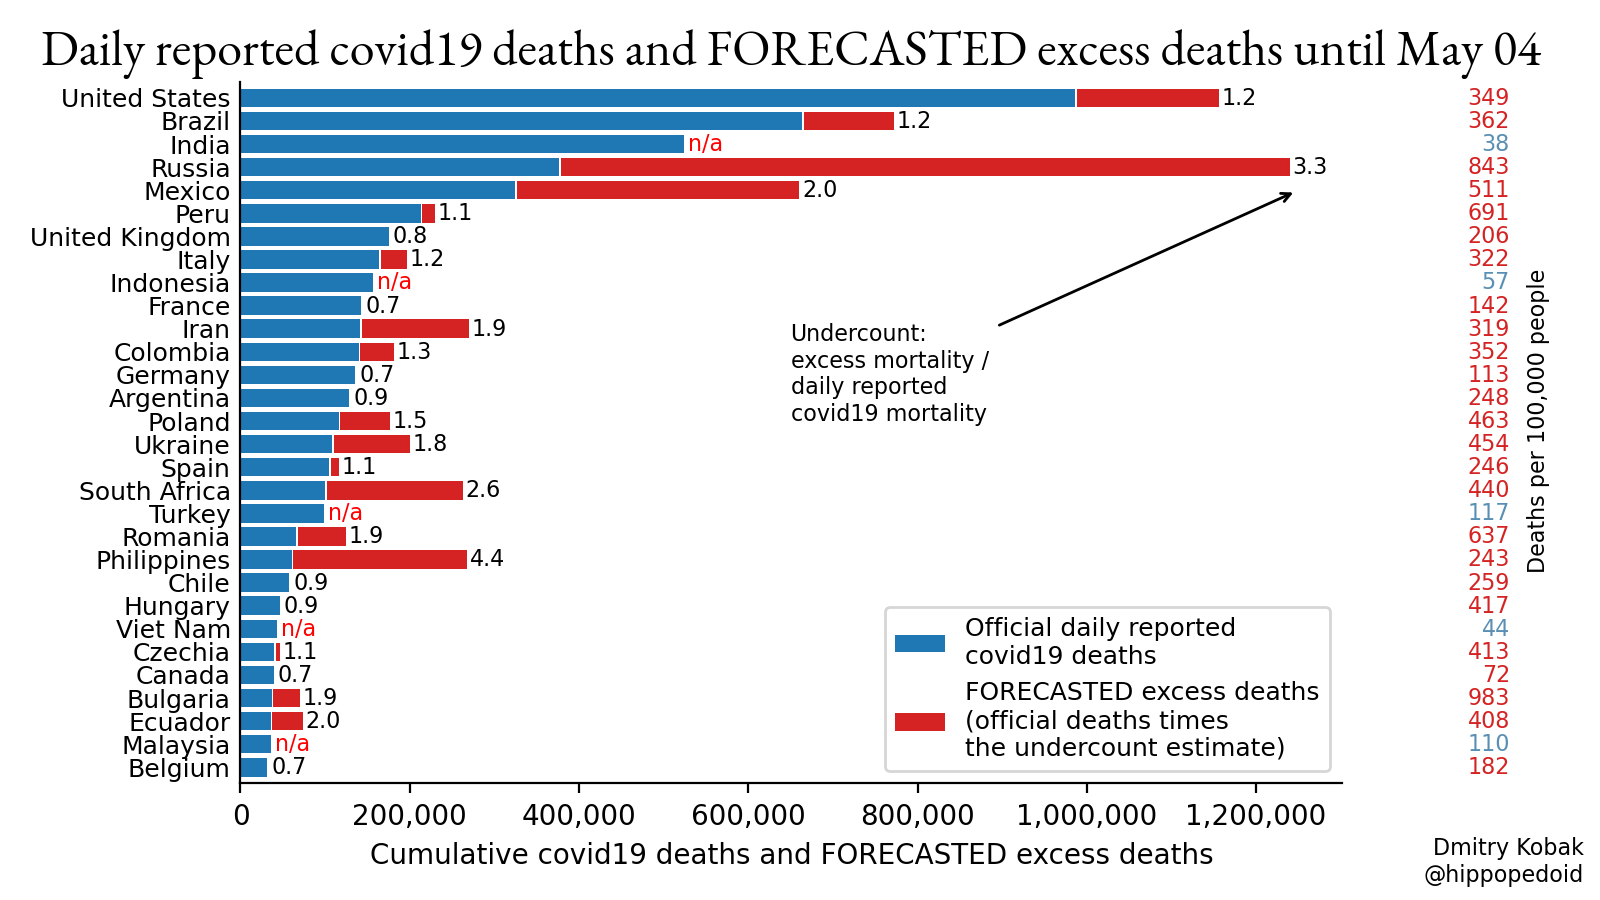 Daily reported covid19 deaths and FORECASTED excess deaths until May 04
United States 1.2 349
Brazil 1.2 362
India n/a 38
Russia 3.3 843
Mexico 2.0 511
Peru 1.1 691
United Kingdom 0.8 206
Italy 1.2 322
Indonesia n/a 57
France 0.7 142
Iran 1.9 319
Colombia 1.3 352
Germany 0.7 113
Argentina 0.9 248
Poland 1.5 463
Ukraine 1.8 454
Spain 1.1 246
South Africa 2.6 440
Turkey n/a 117
Romania 1.9 637
Philippines 4.4 243
Chile 0.9 259
Hungary 0.9 417
Viet Nam n/a 44
Czechia 1.1 413
Canada 0.7 72
Bulgaria 1.9 983
Ecuador 2.0 408
Malaysia n/a 110
Belgium 0.7 182
Undercount:
excess mortality /
daily reported
covid19 mortality
Deaths per 100,000 people
Official daily reported
covid19 deaths
FORECASTED excess deaths
(official deaths times
the undercount estimate)
0 200,000 400,000 600,000 800,000 1,000,000 1,200,000
Cumulative covid19 deaths and FORECASTED excess deaths
Dmitry Kobak
@hippopedoid